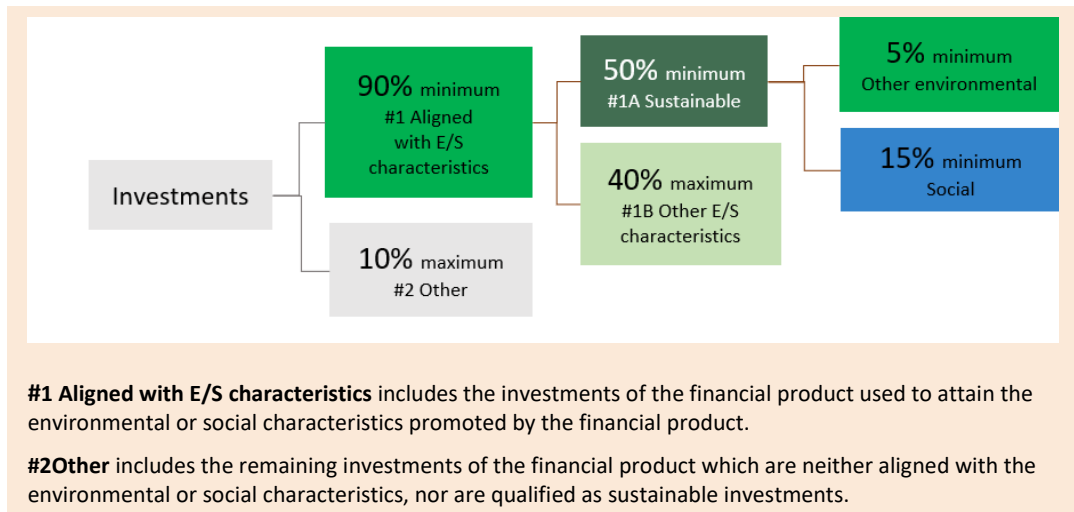 Investments
90% minimum
#1 Aligned
with E/S
characteristics
10% maximum
#2 Other
50% minimum
#1A Sustainable
40% maximum
#1B Other E/S
characteristics
5% minimum
Other environmental
15% minimum
Social
#1 Aligned with E/S characteristics includes the investments of the financial product used to attain the
environmental or social characteristics promoted by the financial product.
#2Other includes the remaining investments of the financial product which are neither aligned with the
environmental or social characteristics, nor are qualified as sustainable investments.